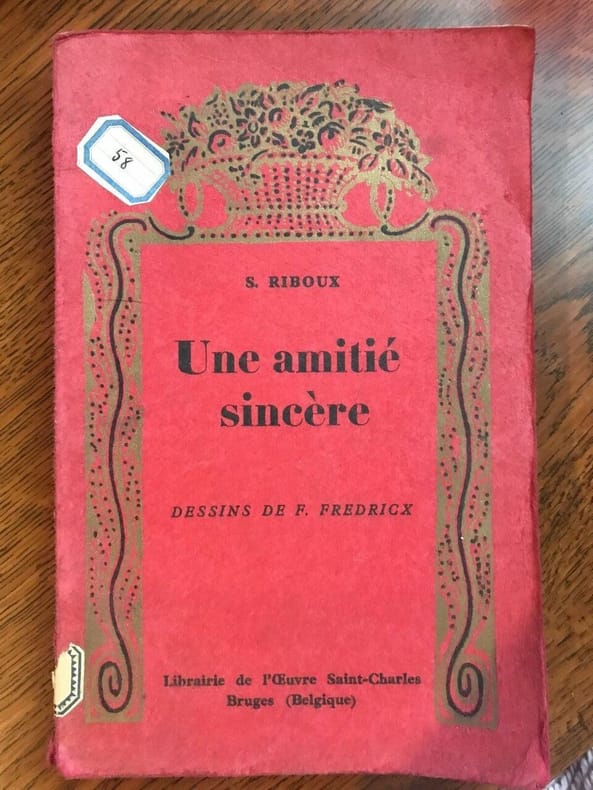 58
S. RIBOUX
Une amitié
sincère
DESSINS DE F. FREDRICX
Librairie de l'Œuvre Saint-Charles
Bruges (Belgique)